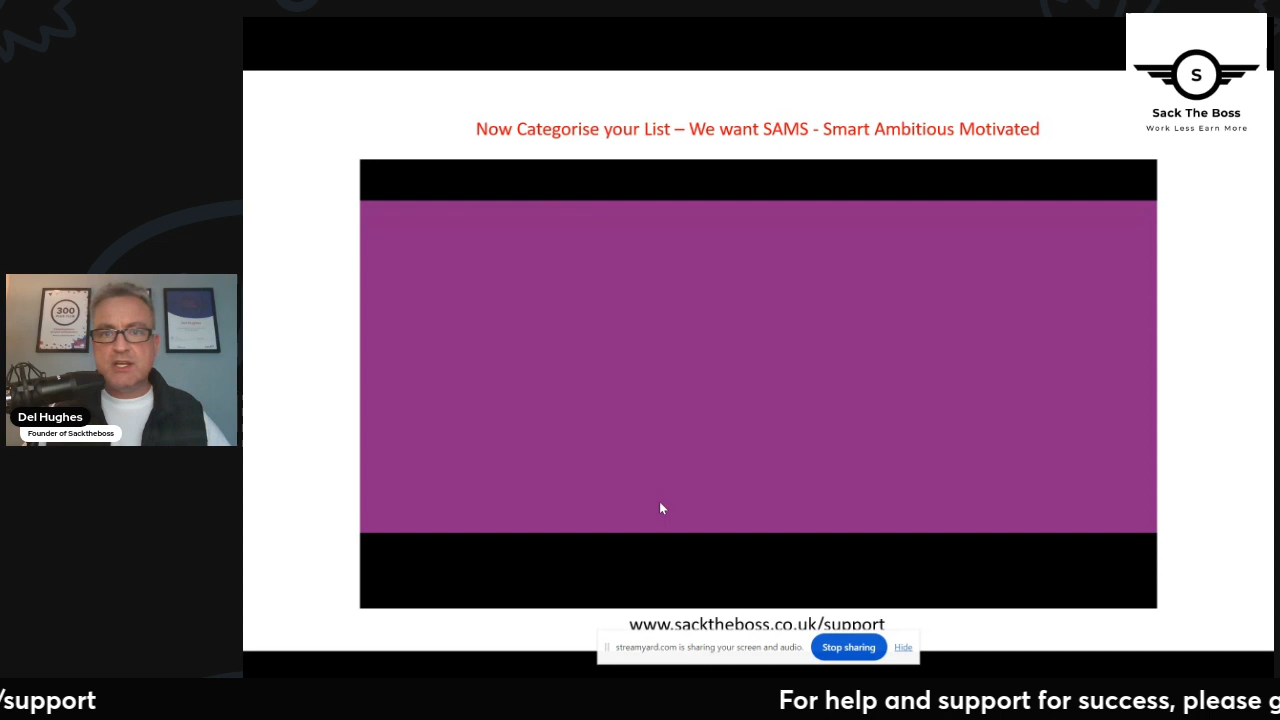 S
Sack The Boss
Work Less Earn More
Now Categorise your List – We want SAMS - Smart Ambitious Motivated
300
Del Hughes
Founder of Sacktheboss
www.sacktheboss.co.uk/support
streamyard.com is sharing your screen and audio.
Stop sharing
Hide
/support
For help and support for success, please g